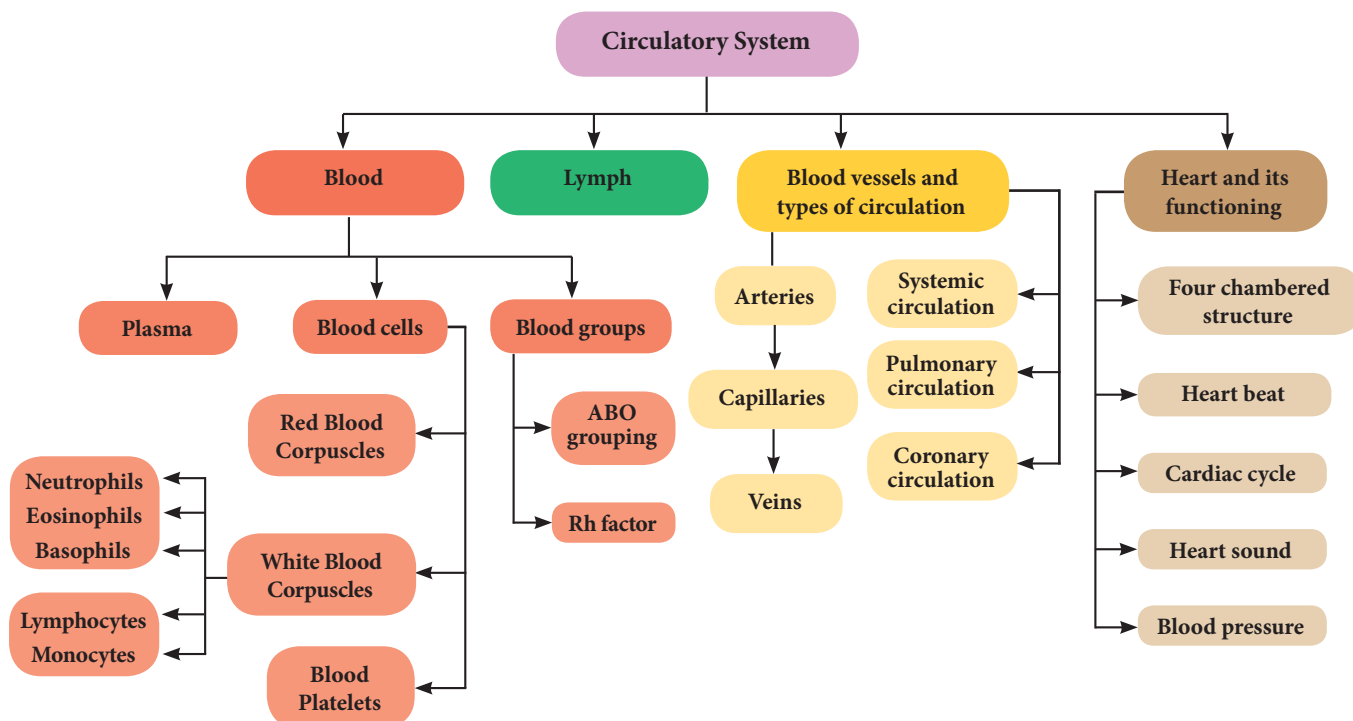 Circulatory System
Blood
Lymph
Blood vessels and
types of circulation
Heart and its
functioning
Plasma
Blood cells
Blood groups
Red Blood
Corpuscles
White Blood
Corpuscles
Blood
Platelets
Neutrophils
Eosinophils
Basophils
Lymphocytes
Monocytes
ABO
grouping
Rh factor
Arteries
Capillaries
Veins
Systemic
circulation
Pulmonary
circulation
Coronary
circulation
Four chambered
structure
Heart beat
Cardiac cycle
Heart sound
Blood pressure